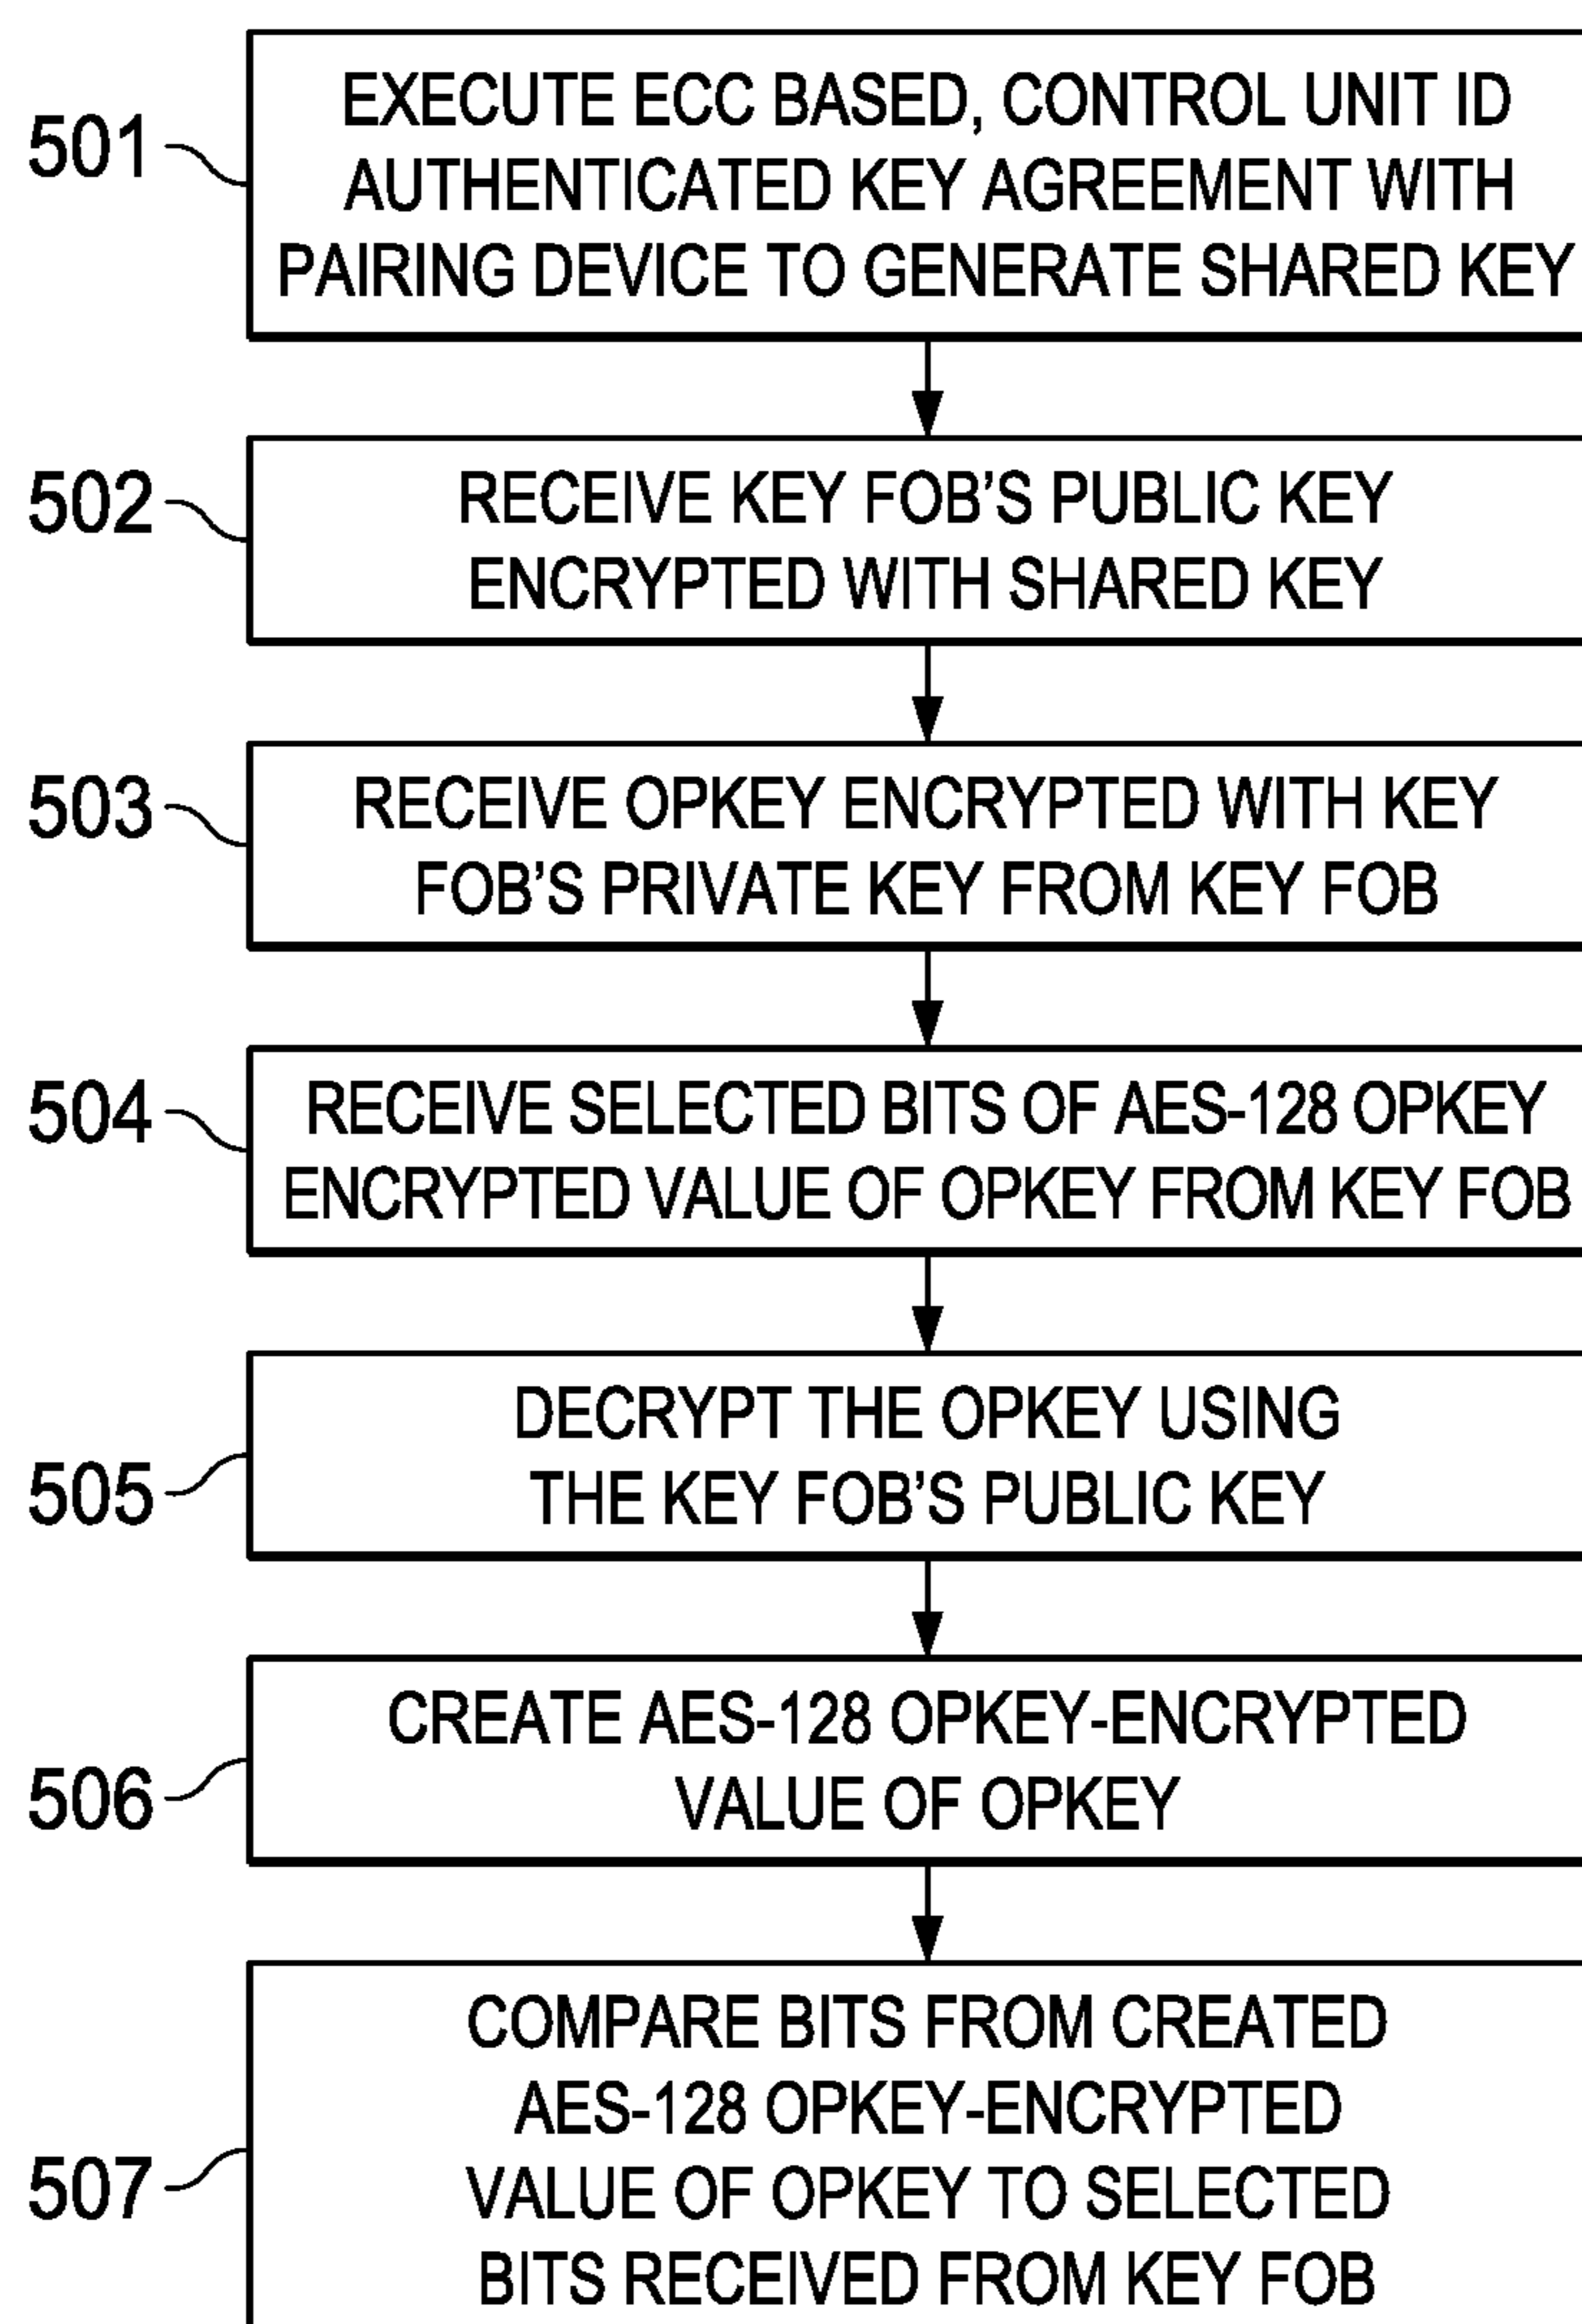 501
EXECUTE ECC BASED, CONTROL UNIT ID
AUTHENTICATED KEY AGREEMENT WITH
PAIRING DEVICE TO GENERATE SHARED KEY
502
RECEIVE KEY FOB'S PUBLIC KEY
ENCRYPTED WITH SHARED KEY
503
RECEIVE OPKEY ENCRYPTED WITH KEY
FOB'S PRIVATE KEY FROM KEY FOB
504
RECEIVE SELECTED BITS OF AES-128 OPKEY
ENCRYPTED VALUE OF OPKEY FROM KEY FOB
505
DECRYPT THE OPKEY USING
THE KEY FOB'S PUBLIC KEY
506
CREATE AES-128 OPKEY-ENCRYPTED
VALUE OF OPKEY
507
COMPARE BITS FROM CREATED
AES-128 OPKEY-ENCRYPTED
VALUE OF OPKEY TO SELECTED
BITS RECEIVED FROM KEY FOB